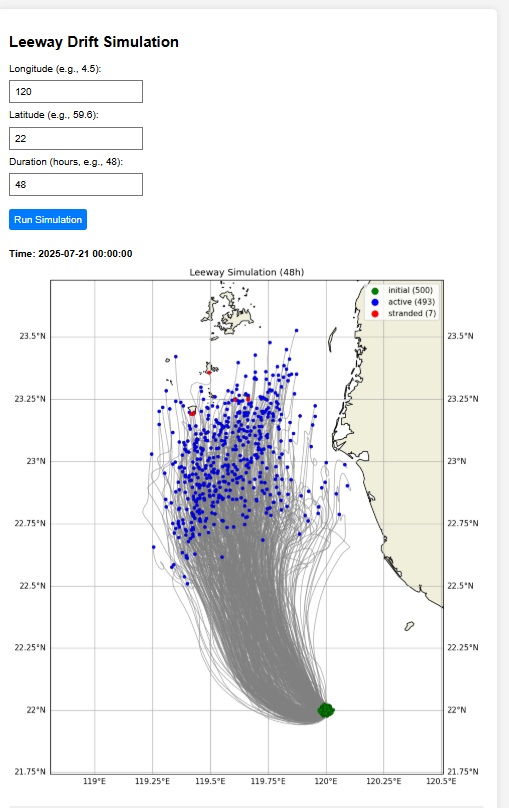 Leeway Drift Simulation
Longitude (e.g., 4.5):
120
Latitude (e.g., 59.6):
22
Duration (hours, e.g., 48):
48
Run Simulation
Time: 2025-07-21 00:00:00
Leeway Simulation (48h)
initial (500)
active (493)
stranded (7)
23.5°N 23.5°N
23.25°N 23.25°N
23°N 23°N
22.75°N 22.75°N
22.5°N 22.5°N
22.25°N 22.25°N
22°N 22°N
21.75°N 21.75°N
119°E 119.25°E 119.5°E 119.75°E 120°E 120.25°E 120.5°E